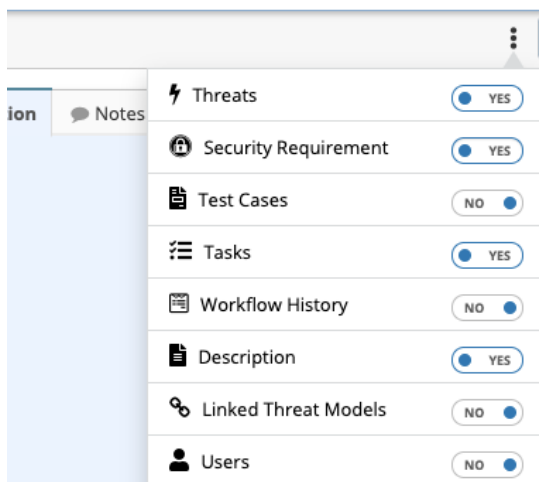 ion Notes
Threats YES
Security Requirement YES
Test Cases NO
Tasks YES
Workflow History NO
Description YES
Linked Threat Models NO
Users NO